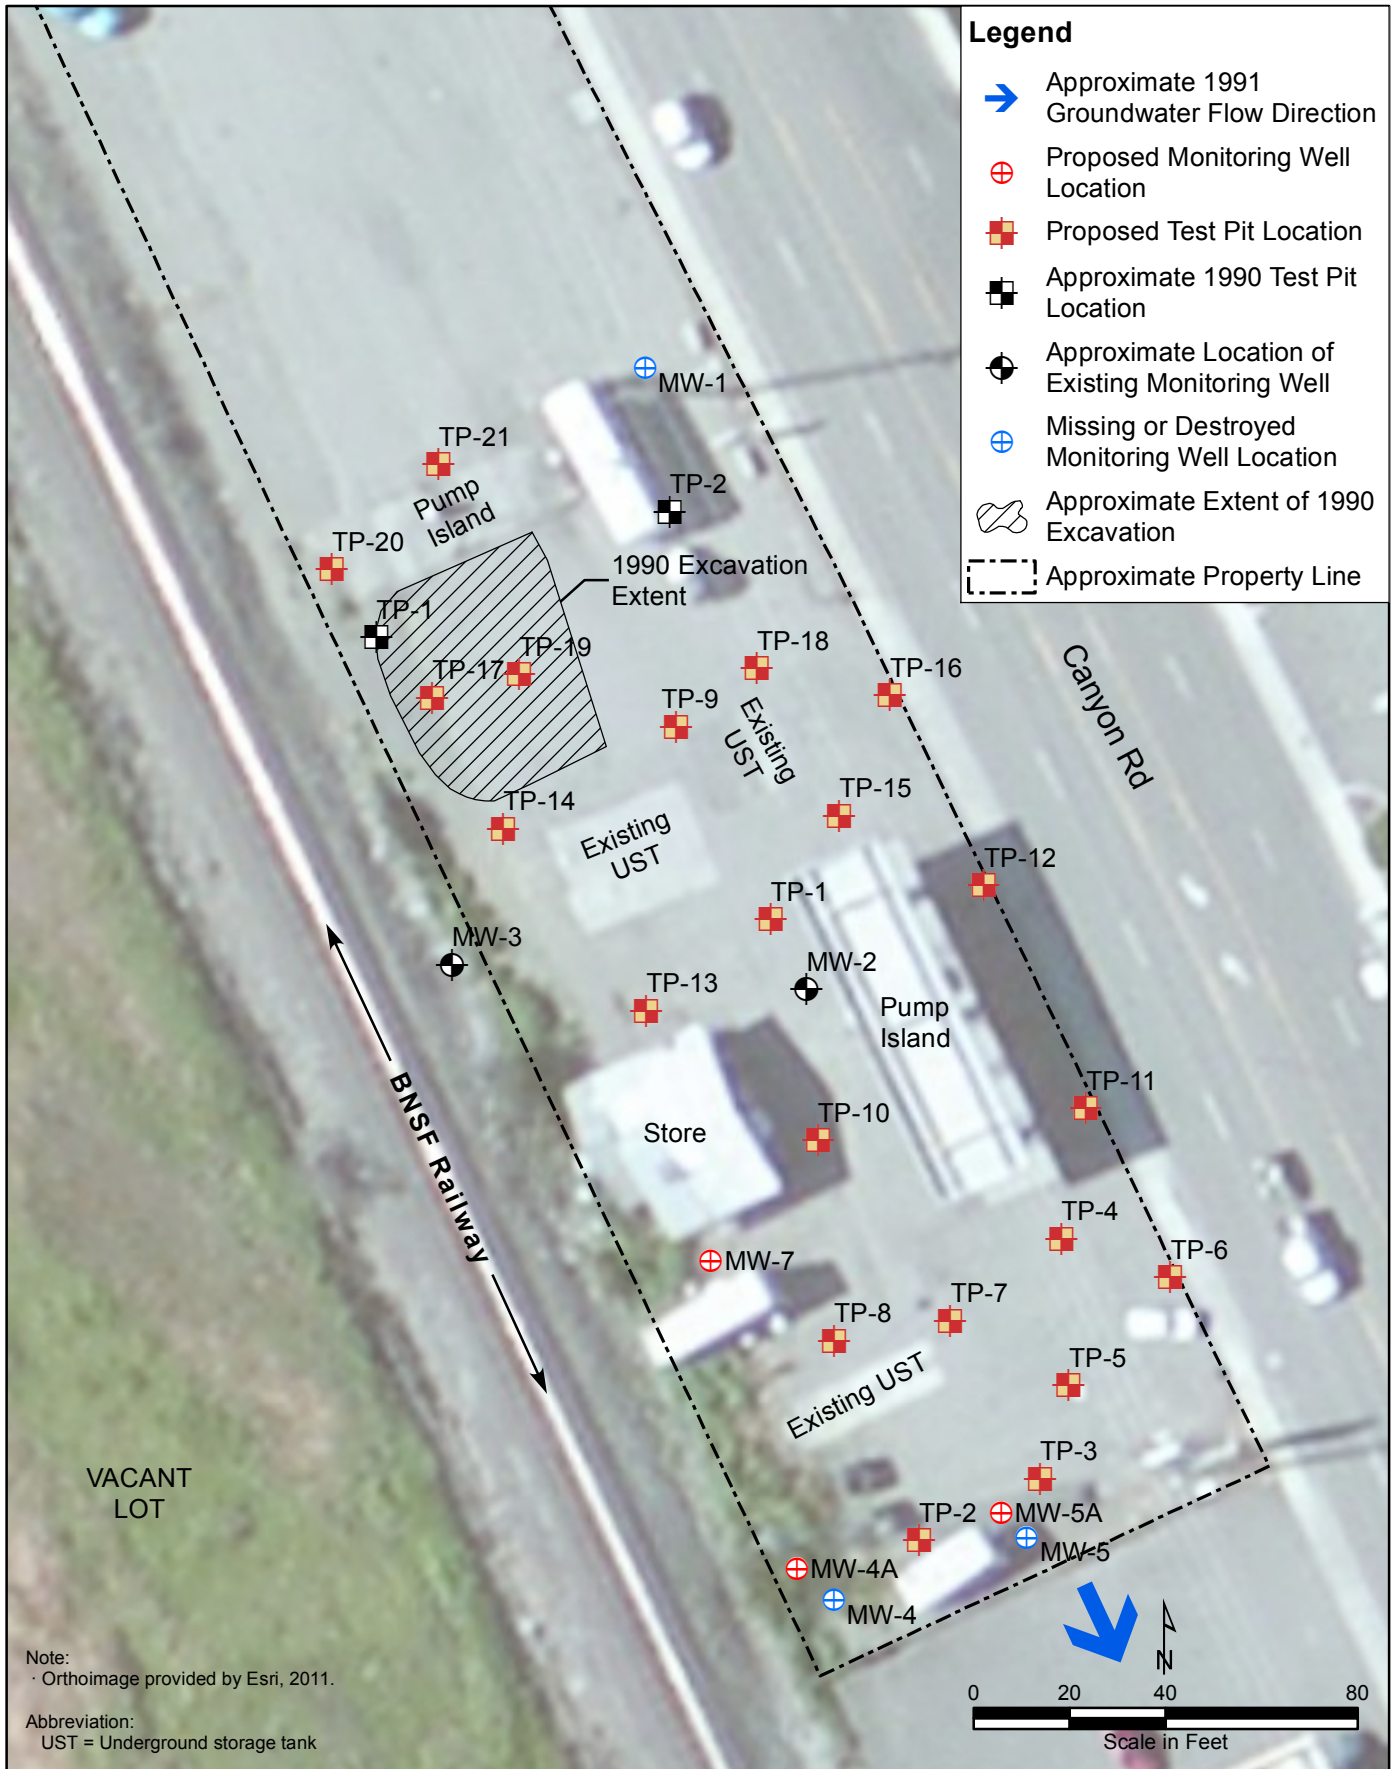 Legend
Approximate 1991
Groundwater Flow Direction
Proposed Monitoring Well
Location
Proposed Test Pit Location
Approximate 1990 Test Pit
Location
Approximate Location of
Existing Monitoring Well
Missing or Destroyed
Monitoring Well Location
Approximate Extent of 1990
Excavation
Approximate Property Line
MW-1
TP-21
Pump
Island
TP-2
TP-20
1990 Excavation
Extent
TP-1
TP-19
TP-17
TP-18
TP-16
TP-9
Existing
UST
Canyon Rd
TP-15
TP-14
Existing
UST
TP-12
TP-1
MW-3
MW-2
TP-13
Pump
Island
TP-11
TP-10
Store
BNSF Railway
TP-4
TP-6
MW-7
TP-7
TP-8
TP-5
Existing UST
TP-3
VACANT
LOT
TP-2
MW-5A
MW-5
MW-4A
MW-4
N
Note:
· Orthoimage provided by Esri, 2011.
Abbreviation:
UST = Underground storage tank
0 20 40 80
Scale in Feet